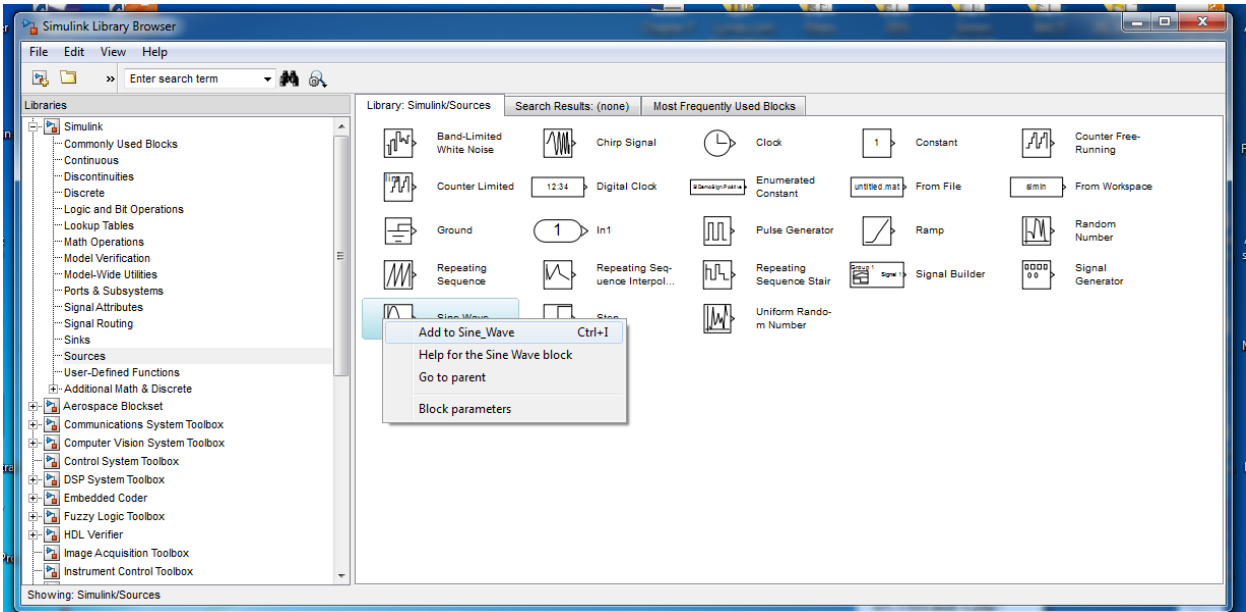 Simulink Library Browser
File Edit View Help
» Enter search term
Libraries
Simulink
Commonly Used Blocks
Continuous
Discontinuities
Discrete
Logic and Bit Operations
Lookup Tables
Math Operations
Model Verification
Model-Wide Utilities
Ports & Subsystems
Signal Attributes
Signal Routing
Sinks
Sources
User-Defined Functions
Additional Math & Discrete
Aerospace Blockset
Communications System Toolbox
Computer Vision System Toolbox
Control System Toolbox
DSP System Toolbox
Embedded Coder
Fuzzy Logic Toolbox
HDL Verifier
Image Acquisition Toolbox
Instrument Control Toolbox
Library: Simulink/Sources Search Results: (none) Most Frequently Used Blocks
Band-Limited
White Noise
Chirp Signal
Clock
1 Constant
Counter Free-
Running
Counter Limited
12:34 Digital Clock
Enumerated
Constant
untitled.mat From File
simin From Workspace
Ground
1 In1
Pulse Generator
Ramp
Random
Number
Repeating
Sequence
Repeating Seq-
uence Interpol...
Repeating
Sequence Stair
Group 1
Signal 1 Signal Builder
Signal
Generator
Sine Wave
Step
Uniform Rando-
m Number
Add to Sine_Wave Ctrl+I
Help for the Sine Wave block
Go to parent
Block parameters
Showing: Simulink/Sources